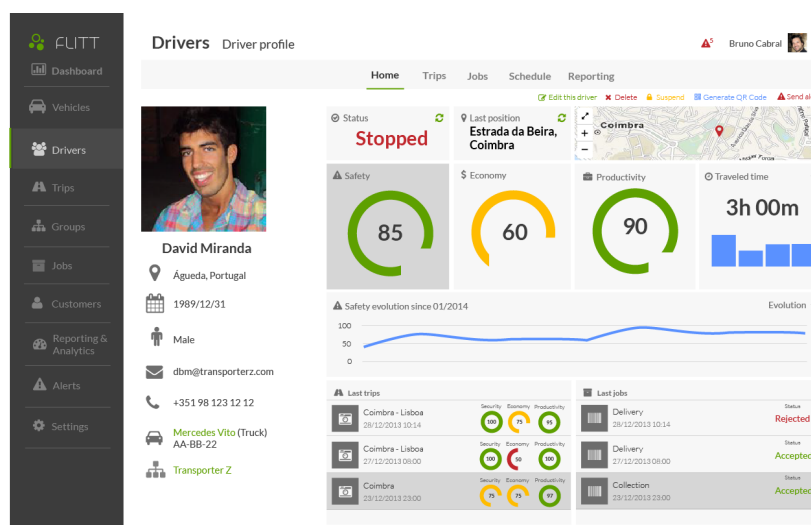 FLITT
Dashboard
Vehicles
Drivers
Trips
Groups
Jobs
Customers
Reporting &
Analytics
Alerts
Settings
Drivers Driver profile
5
Bruno Cabral
Home Trips Jobs Schedule Reporting
Edit this driver Delete Suspend Generate QR Code Send al
David Miranda
Águeda, Portugal
1989/12/31
Male
dbm@transporterz.com
+351 98 123 12 12
Mercedes Vito (Truck)
AA-BB-22
Transporter Z
Status
Stopped
Last position
Estrada da Beira,
Coimbra
Coimbra
Safety
85
$ Economy
60
Productivity
90
Traveled time
3h 00m
Safety evolution since 01/2014
Evolution
100
50
0
Last trips
Coimbra - Lisboa
28/12/2013 10:14
Security Economy Productivity
100 75 95
Coimbra - Lisboa
27/12/2013 08:00
Security Economy Productivity
100 50 100
Coimbra
23/12/2013 23:00
Security Economy Productivity
75 75 97
Last jobs
Delivery
28/12/2013 10:14
Status
Rejected
Delivery
27/12/2013 08:00
Status
Accepted
Collection
23/12/2013 23:00
Status
Accepted